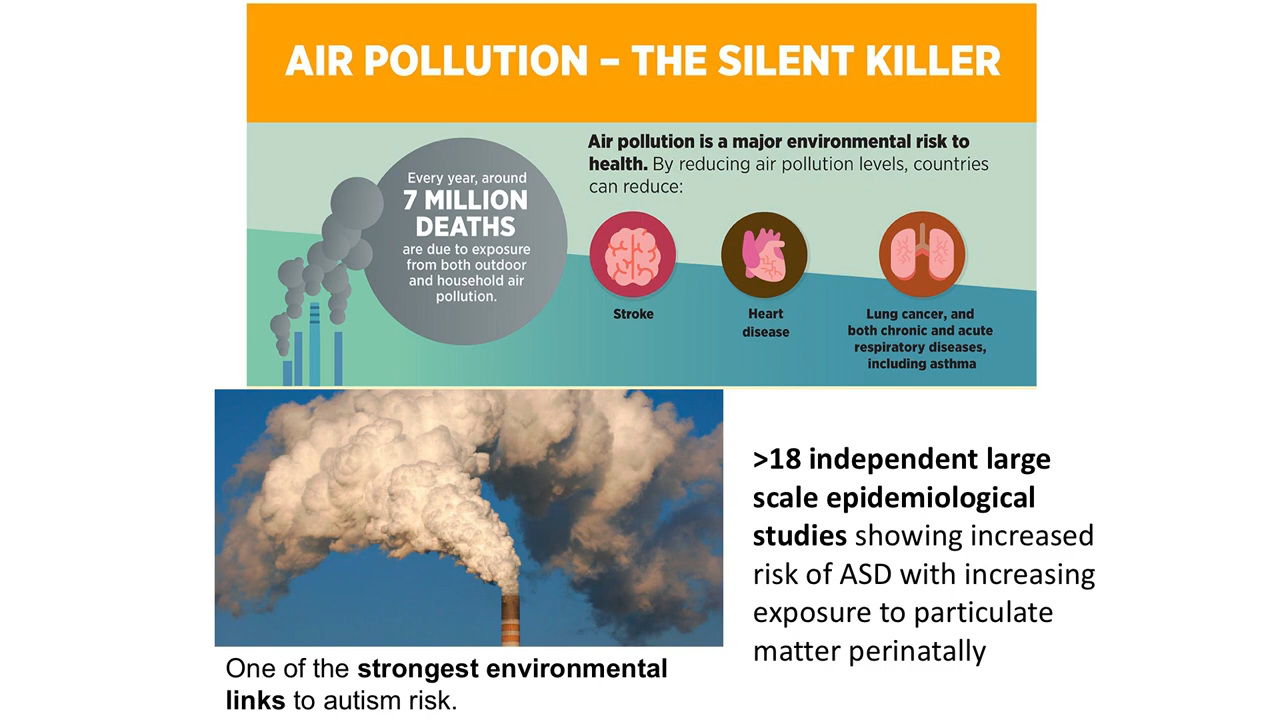 AIR POLLUTION – THE SILENT KILLER
Every year, around
7 MILLION
DEATHS
are due to exposure
from both outdoor
and household air
pollution.
Air pollution is a major environmental risk to
health. By reducing air pollution levels, countries
can reduce:
Stroke
Heart
disease
Lung cancer, and
both chronic and acute
respiratory diseases,
including asthma
One of the strongest environmental
links to autism risk.
>18 independent large
scale epidemiological
studies showing increased
risk of ASD with increasing
exposure to particulate
matter perinatally